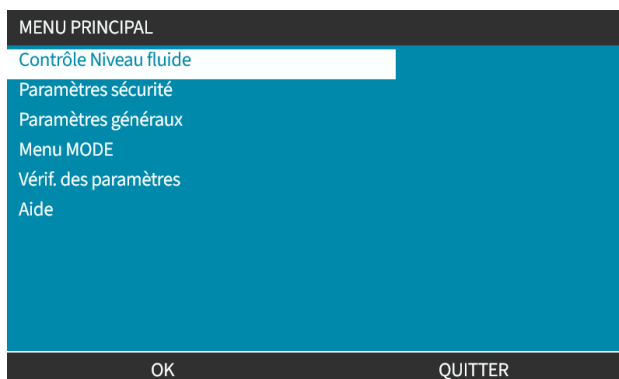 MENU PRINCIPAL
Contrôle Niveau fluide
Paramètres sécurité
Paramètres généraux
Menu MODE
Vérif. des paramètres
Aide
OK QUITTER